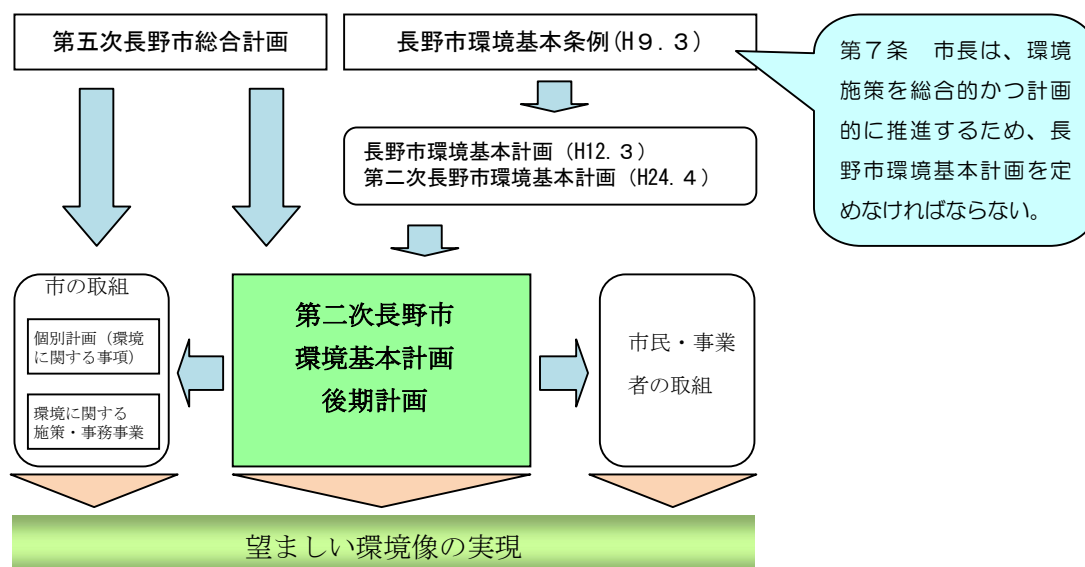 第五次長野市総合計画
長野市環境基本条例(H9.3)
第7条　市長は、環境
施策を総合的かつ計画
的に推進するため、長
野市環境基本計画を定
めなければならない。
長野市環境基本計画（H12.3）
第二次長野市環境基本計画（H24.4）
市の取組
個別計画（環境
に関する事項）
環境に関する
施策・事務事業
第二次長野市
環境基本計画
後期計画
市民・事業
者の取組
望ましい環境像の実現